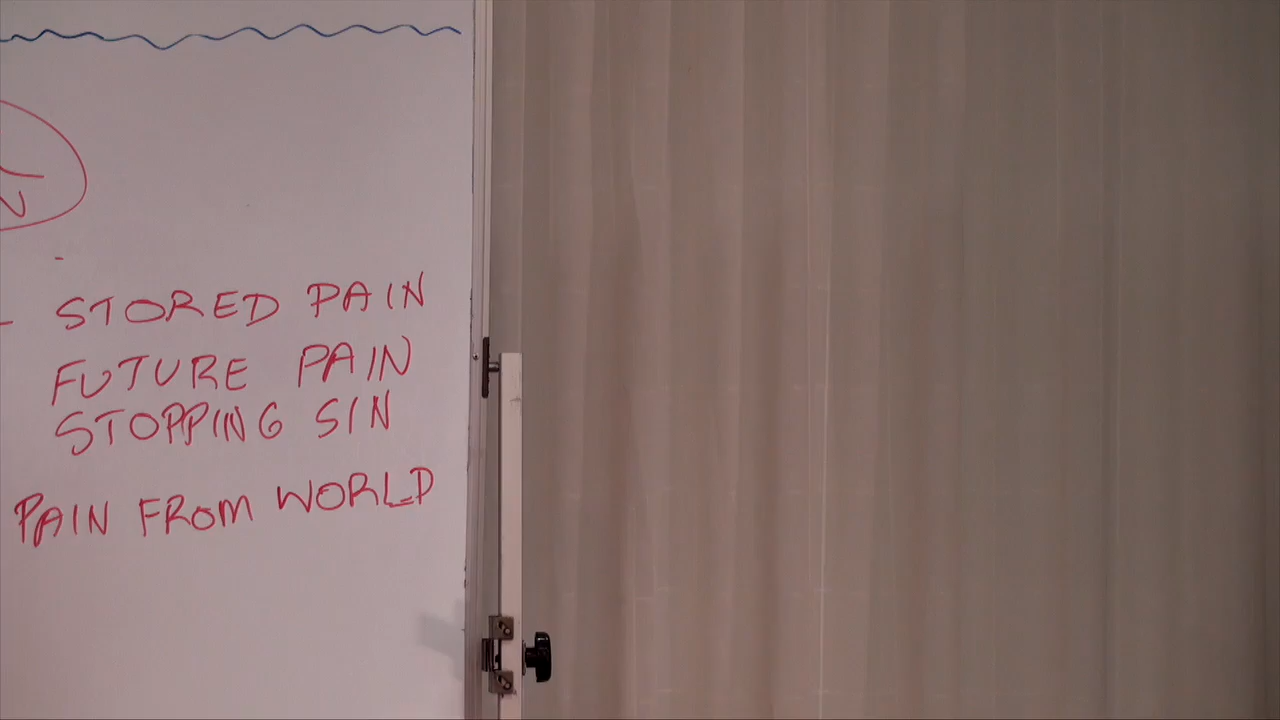 STORED PAIN
FUTURE PAIN
STOPPING SIN
PAIN FROM WORLD